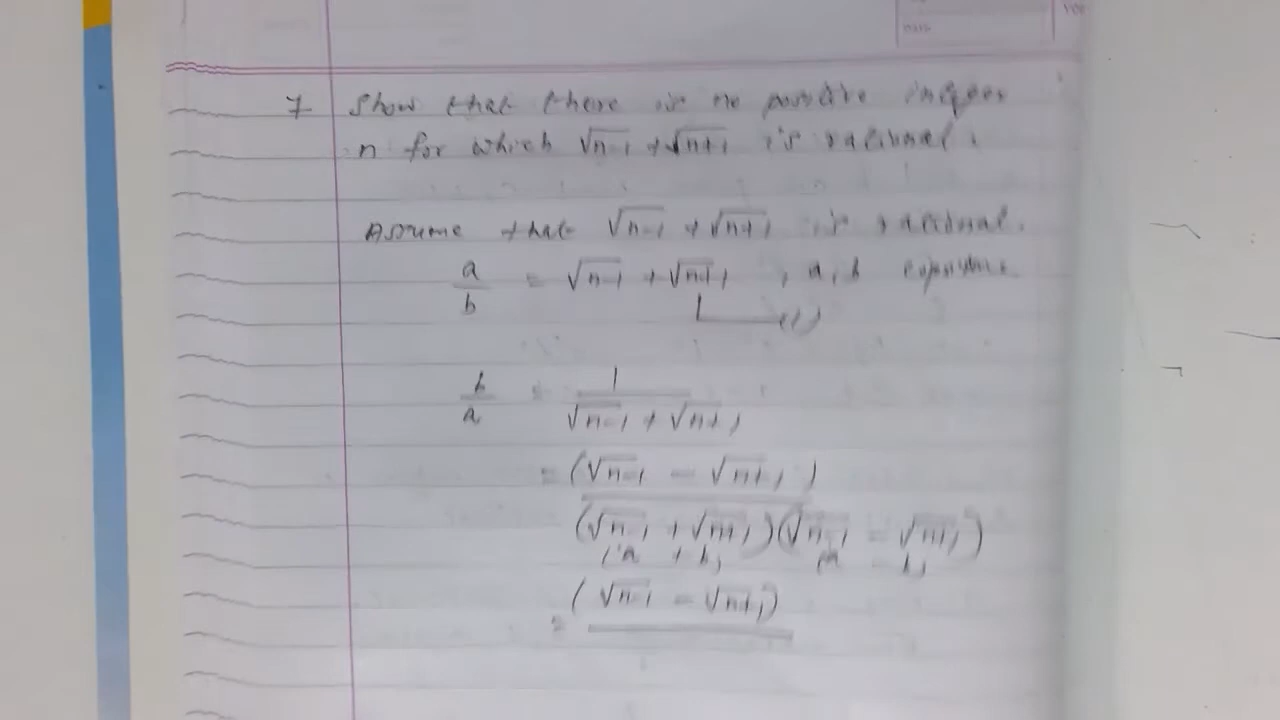 7 Show that there is no positive integer
n for which √n-1 + √n+1 is rational.
Assume that √n-1 + √n+1 is rational.
a/b = √n-1 + √n+1 , a, b
(1)
b/a = 1/(√n-1 + √n+1)
= (√n-1 - √n+1)
(√n-1 + √n+1)(√n-1 - √n+1)
(a + b) (a - b)
= (√n-1 - √n+1)